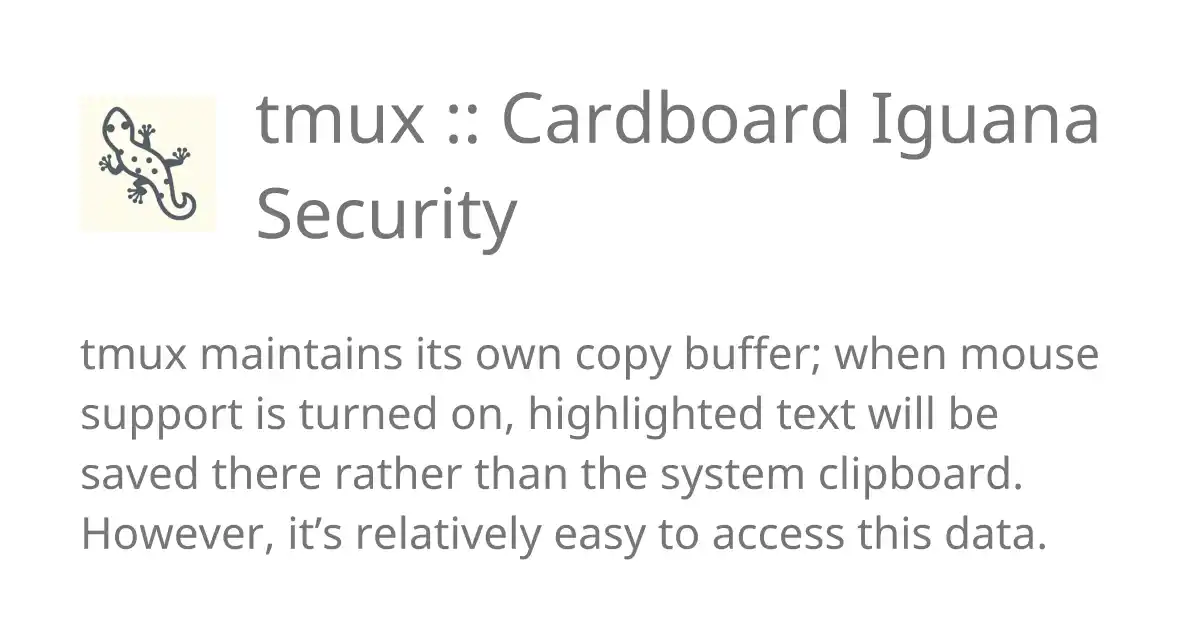 tmux :: Cardboard Iguana
Security
tmux maintains its own copy buffer; when mouse
support is turned on, highlighted text will be
saved there rather than the system clipboard.
However, it’s relatively easy to access this data.